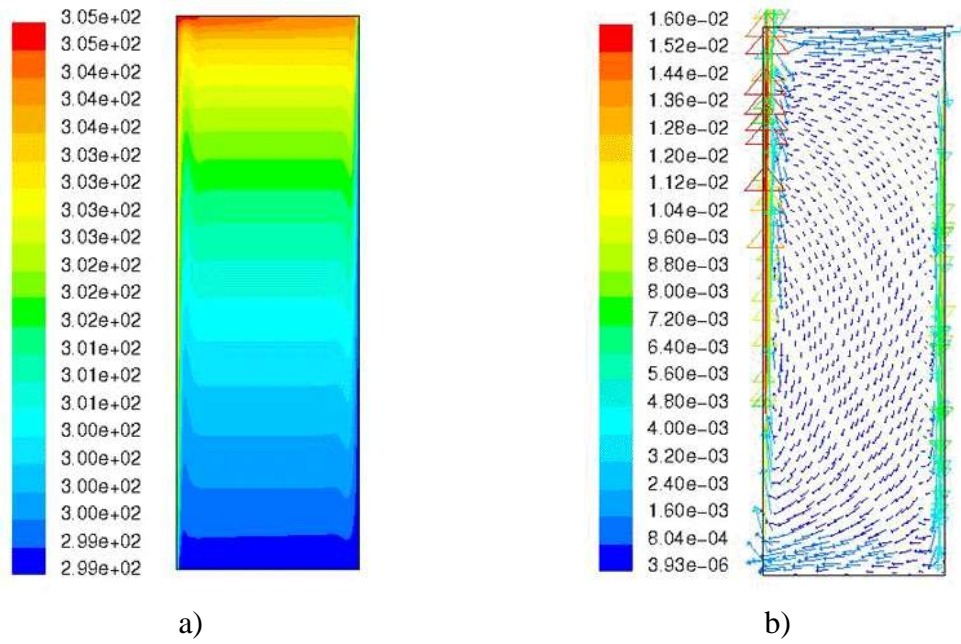 3.05e+02
3.05e+02
3.04e+02
3.04e+02
3.04e+02
3.03e+02
3.03e+02
3.03e+02
3.03e+02
3.02e+02
3.02e+02
3.02e+02
3.01e+02
3.01e+02
3.01e+02
3.00e+02
3.00e+02
3.00e+02
3.00e+02
2.99e+02
2.99e+02
a)
1.60e-02
1.52e-02
1.44e-02
1.36e-02
1.28e-02
1.20e-02
1.12e-02
1.04e-02
9.60e-03
8.80e-03
8.00e-03
7.20e-03
6.40e-03
5.60e-03
4.80e-03
4.00e-03
3.20e-03
2.40e-03
1.60e-03
8.04e-04
3.93e-06
b)